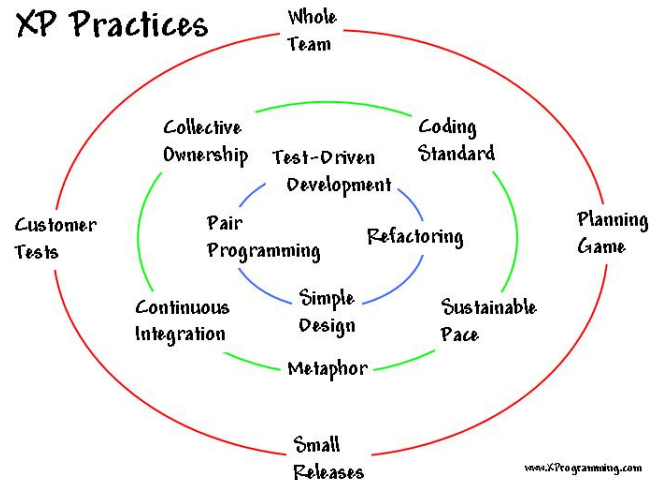 XP Practices
Whole
Team
Collective
Ownership
Coding
Standard
Test-Driven
Development
Customer
Tests
Pair
Programming
Refactoring
Planning
Game
Continuous
Integration
Simple
Design
Sustainable
Pace
Metaphor
Small
Releases
www.XProgramming.com